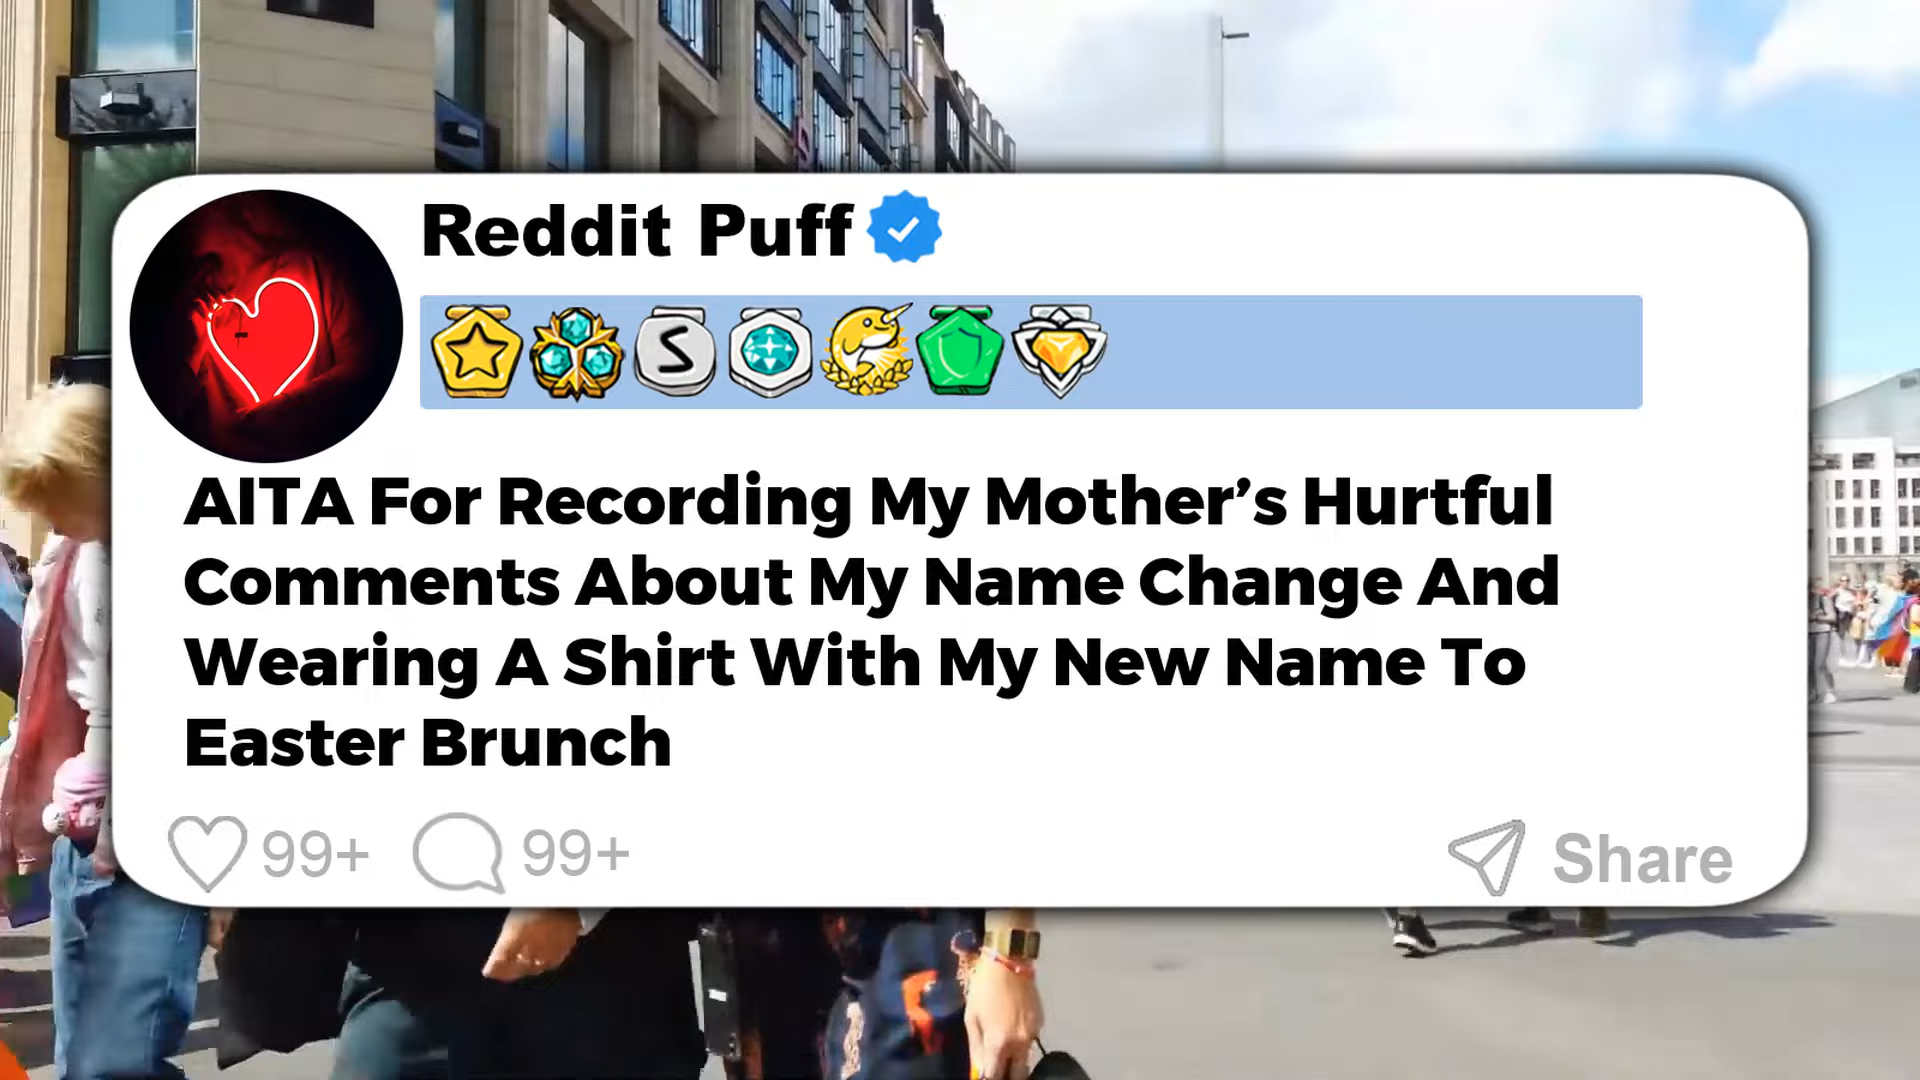 Reddit Puff
S
AITA For Recording My Mother’s Hurtful
Comments About My Name Change And
Wearing A Shirt With My New Name To
Easter Brunch
99+ 99+ Share